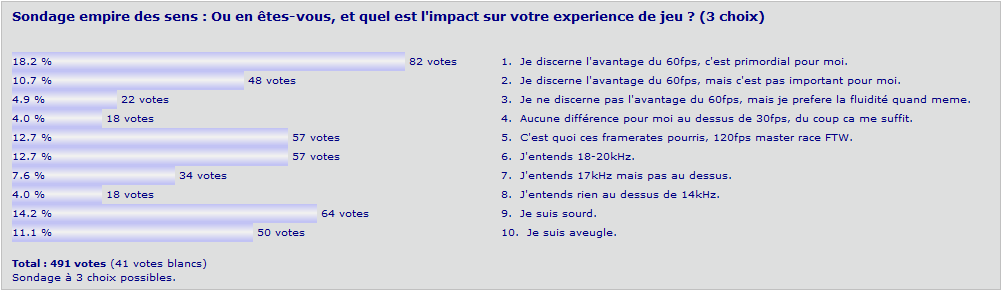 Sondage empire des sens : Ou en êtes-vous, et quel est l'impact sur votre experience de jeu ? (3 choix)
18.2 % 82 votes 1. Je discerne l'avantage du 60fps, c'est primordial pour moi.
10.7 % 48 votes 2. Je discerne l'avantage du 60fps, mais c'est pas important pour moi.
4.9 % 22 votes 3. Je ne discerne pas l'avantage du 60fps, mais je prefere la fluidité quand meme.
4.0 % 18 votes 4. Aucune différence pour moi au dessus de 30fps, du coup ca me suffit.
12.7 % 57 votes 5. C'est quoi ces framerates pourris, 120fps master race FTW.
12.7 % 57 votes 6. J'entends 18-20kHz.
7.6 % 34 votes 7. J'entends 17kHz mais pas au dessus.
4.0 % 18 votes 8. J'entends rien au dessus de 14kHz.
14.2 % 64 votes 9. Je suis sourd.
11.1 % 50 votes 10. Je suis aveugle.
Total : 491 votes (41 votes blancs)
Sondage à 3 choix possibles.